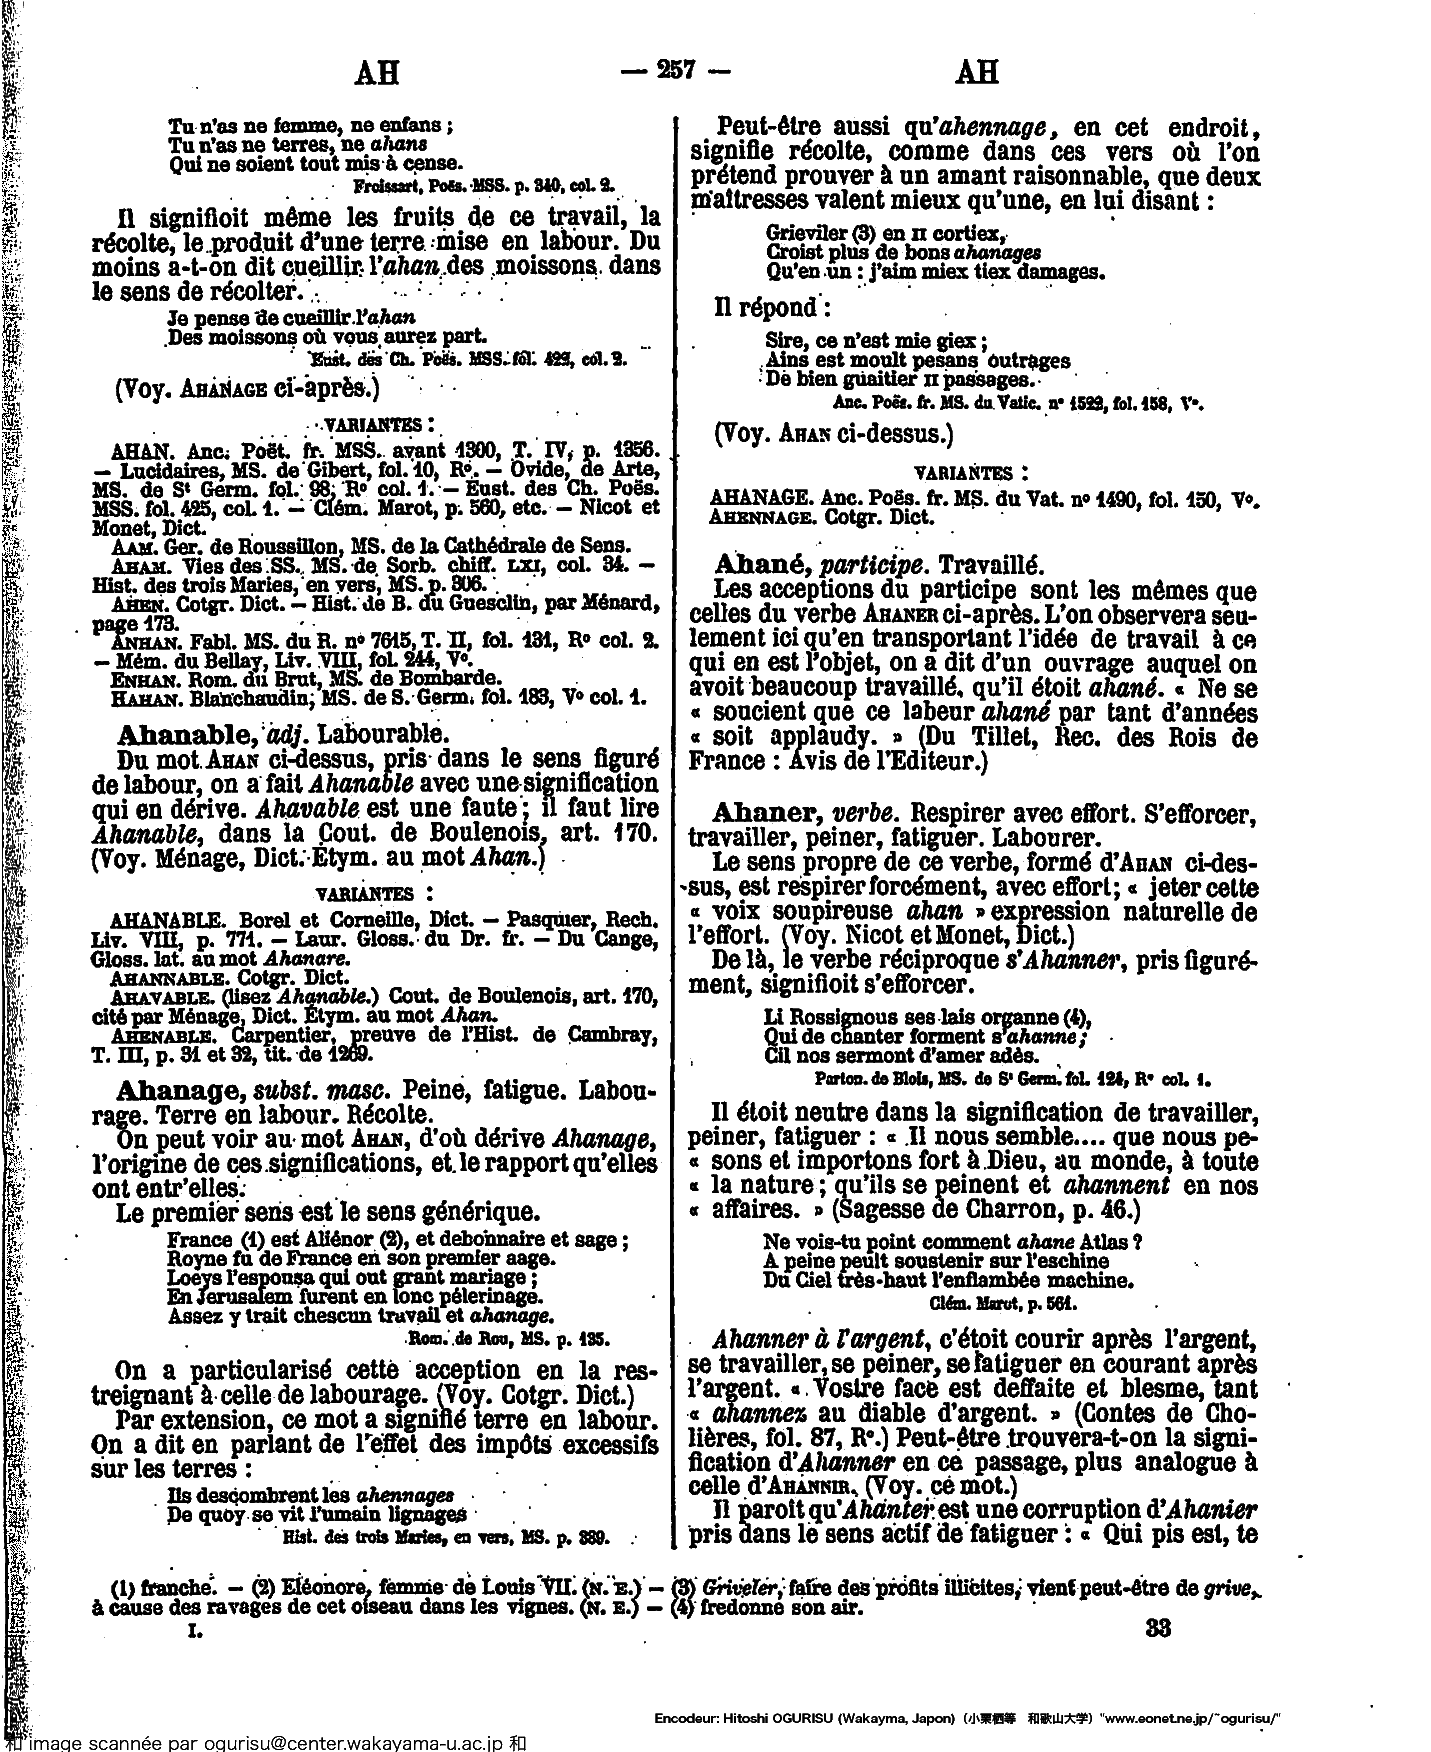 AH
— 257 —
AH
Tu n'as ne femme, ne enfans ;
Tu n'as ne terres, ne ahans
Qui ne soient tout mis à cense.
Froissart, Poës. MSS. p. 340, col. 2.
Il signifioit même les fruits de ce travail, la
récolte, le produit d'une terre mise en labour. Du
moins a-t-on dit cueillir l'ahan des moissons dans
le sens de récolter.
Je pense de cueillir l'ahan
Des moissons où vous aurez part.
Eust. des Ch. Poës. MSS. fol. 422, col. 2.
(Voy. AHANAGE ci-après.)
VARIANTES :
AHAN. Anc. Poët. fr. MSS. avant 1300, T. IV, p. 1356.
— Lucidaires, MS. de Gibert, fol. 10, Rº. — Ovide, de Arte,
MS. de St Germ. fol. 98, Rº col. 1. — Eust. des Ch. Poës.
MSS. fol. 425, col. 1. — Clém. Marot, p. 560, etc. — Nicot et
Monet, Dict.
AAM. Ger. de Roussillon, MS. de la Cathédrale de Sens.
AHAM. Vies des SS. MS. de Sorb. chiff. LXI, col. 34. —
Hist. des trois Maries, en vers, MS. p. 306.
AHEN. Cotgr. Dict. — Hist. de B. du Guesclin, par Ménard,
page 173.
ANHAN. Fabl. MS. du R. nº 7615, T. II, fol. 131, Rº col. 2.
— Mém. du Bellay, Liv. VIII, fol. 244, Vº.
ENHAN. Rom. du Brut, MS. de Bombarde.
HAHAN. Blanchaudin, MS. de S. Germ. fol. 183, Vº col. 1.
Ahanable, adj. Labourable.
Du mot AHAN ci-dessus, pris dans le sens figuré
de labour, on a fait Ahanable avec une signification
qui en dérive. Ahavable est une faute ; il faut lire
Ahanable, dans la Cout. de Boulenois, art. 170.
(Voy. Ménage, Dict. Etym. au mot Ahan.)
VARIANTES :
AHANABLE. Borel et Corneille, Dict. — Pasquier, Rech.
Liv. VIII, p. 771. — Laur. Gloss. du Dr. fr. — Du Cange,
Gloss. lat. au mot Ahanare.
AHANNABLE. Cotgr. Dict.
AHAVABLE. (lisez Ahanable.) Cout. de Boulenois, art. 170,
cité par Ménage, Dict. Etym. au mot Ahan.
AHENABLE. Carpentier, preuve de l'Hist. de Cambray,
T. III, p. 31 et 32, tit. de 1269.
Ahanage, subst. masc. Peine, fatigue. Labou-
rage. Terre en labour. Récolte.
On peut voir au mot AHAN, d'où dérive Ahanage,
l'origine de ces significations, et le rapport qu'elles
ont entr'elles.
Le premier sens est le sens générique.
France (1) est Aliénor (2), et debonnaire et sage ;
Royne fu de France en son premier aage.
Loeys l'espousa qui out grant mariage ;
En Jerusalem furent en lonc pélerinage.
Assez y trait chescun travail et ahanage.
Rom. de Rou, MS. p. 135.
On a particularisé cette acception en la res-
treignant à celle de labourage. (Voy. Cotgr. Dict.)
Par extension, ce mot a signifié terre en labour.
On a dit en parlant de l'effet des impôts excessifs
sur les terres :
Ils descombrent les ahennages
De quoy se vit l'umain lignages
Hist. des trois Maries, en vers, MS. p. 389.
Peut-être aussi qu'ahennage, en cet endroit,
signifie récolte, comme dans ces vers où l'on
prétend prouver à un amant raisonnable, que deux
maîtresses valent mieux qu'une, en lui disant :
Grieviler (3) en II cortiex,
Croist plus de bons ahanages
Qu'en un : j'aim miex tiex damages.
Il répond :
Sire, ce n'est mie giex ;
Ains est moult pesans outrages
De bien guaitier II passages.
Anc. Poës. fr. MS. du Vatic. nº 1522, fol. 158, Vº.
(Voy. AHAN ci-dessus.)
VARIANTES :
AHANAGE. Anc. Poës. fr. MS. du Vat. nº 1490, fol. 150, Vº.
AHENNAGE. Cotgr. Dict.
Ahané, participe. Travaillé.
Les acceptions du participe sont les mêmes que
celles du verbe AHANER ci-après. L'on observera seu-
lement ici qu'en transportant l'idée de travail à ce
qui en est l'objet, on a dit d'un ouvrage auquel on
avoit beaucoup travaillé, qu'il étoit ahané. « Ne se
« soucient que ce labeur ahané par tant d'années
« soit applaudy. » (Du Tillet, Rec. des Rois de
France : Avis de l'Editeur.)
Ahaner, verbe. Respirer avec effort. S'efforcer,
travailler, peiner, fatiguer. Labourer.
Le sens propre de ce verbe, formé d'AHAN ci-des-
sus, est respirer forcément, avec effort ; « jeter cette
« voix soupireuse ahan » expression naturelle de
l'effort. (Voy. Nicot et Monet, Dict.)
De là, le verbe réciproque s'Ahanner, pris figuré-
ment, signifioit s'efforcer.
Li Rossignous ses lais organne (4),
Qui de chanter forment s'ahanne ;
Cil nos sermont d'amer adès.
Parton. de Blois, MS. de St Germ. fol. 124, Rº col. 1.
Il étoit neutre dans la signification de travailler,
peiner, fatiguer : « Il nous semble.... que nous pe-
« sons et importons fort à Dieu, au monde, à toute
« la nature ; qu'ils se peinent et ahannent en nos
« affaires. » (Sagesse de Charron, p. 46.)
Ne vois-tu point comment ahane Atlas ?
A peine peult soustenir sur l'eschine
Du Ciel très-haut l'enflambée machine.
Clém. Marot, p. 561.
Ahanner à l'argent, c'étoit courir après l'argent,
se travailler, se peiner, se fatiguer en courant après
l'argent. « Vostre face est deffaite et blesme, tant
« ahannez au diable d'argent. » (Contes de Cho-
lières, fol. 87, Rº.) Peut-être trouvera-t-on la signi-
fication d'Ahanner en ce passage, plus analogue à
celle d'AHANNIR. (Voy. ce mot.)
Il paroit qu'Ahanter est une corruption d'Ahanier
pris dans le sens actif de fatiguer : « Qui pis est, te
(1) franche. — (2) Eléonore, femme de Louis VII. (N. E.) — (3) Griveler, faire des profits illicites, vient peut-être de grive,
à cause des ravages de cet oiseau dans les vignes. (N. E.) — (4) fredonne son air.
I.
33
Encodeur: Hitoshi OGURISU (Wakayma, Japon) (小栗栖等 和歌山大学) "www.eonet.ne.jp/~ogurisu/"
和 image scannée par ogurisu@center.wakayama-u.ac.jp 和